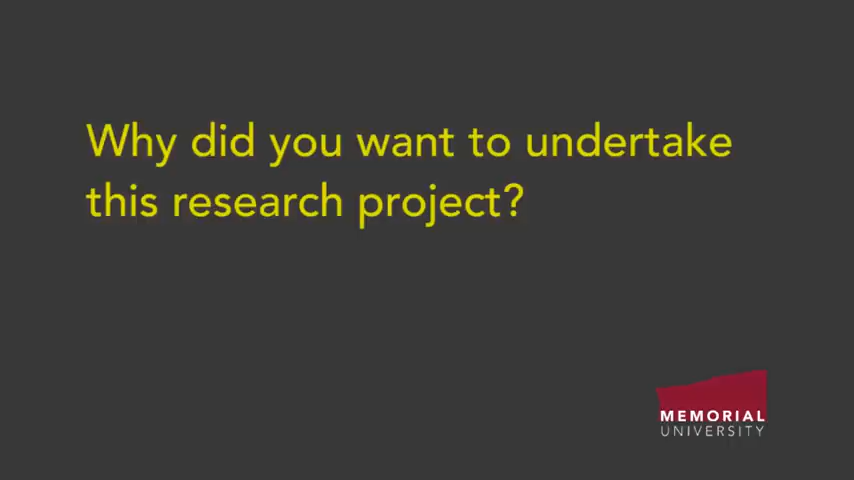 Why did you want to undertake
this research project?
MEMORIAL
UNIVERSITY